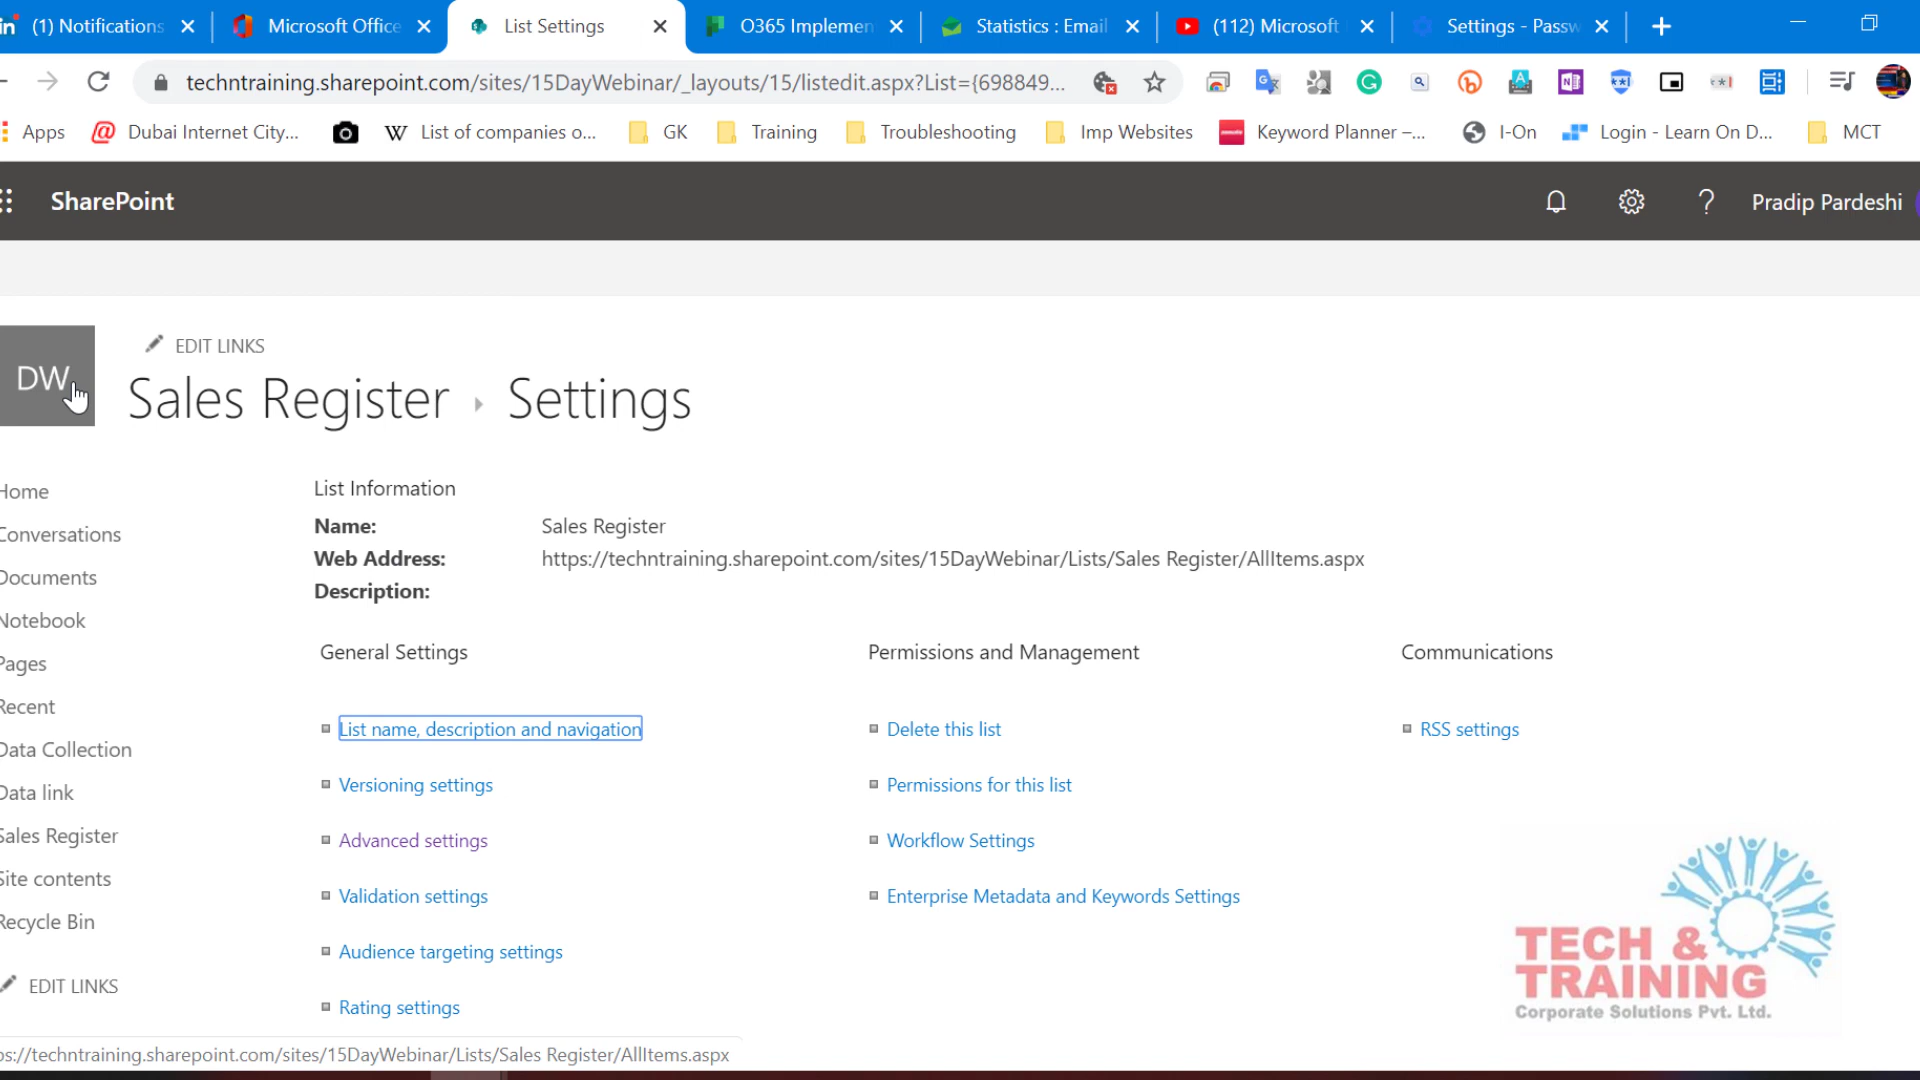 in (1) Notifications
Microsoft Office
List Settings
O365 Implemen
Statistics : Email
(112) Microsoft
Settings - Passw
techntraining.sharepoint.com/sites/15DayWebinar/_layouts/15/listedit.aspx?List={698849...
Apps
Dubai Internet City...
W List of companies o...
GK
Training
Troubleshooting
Imp Websites
Keyword Planner –...
I-On
Login - Learn On D...
MCT
SharePoint
Pradip Pardeshi
DW
EDIT LINKS
Sales Register Settings
Home
Conversations
Documents
Notebook
Pages
Recent
Data Collection
Data link
Sales Register
Site contents
Recycle Bin
EDIT LINKS
List Information
Name: Sales Register
Web Address: https://techntraining.sharepoint.com/sites/15DayWebinar/Lists/Sales Register/AllItems.aspx
Description:
General Settings
List name, description and navigation
Versioning settings
Advanced settings
Validation settings
Audience targeting settings
Rating settings
Permissions and Management
Delete this list
Permissions for this list
Workflow Settings
Enterprise Metadata and Keywords Settings
Communications
RSS settings
TECH &
TRAINING
Corporate Solutions Pvt. Ltd.
ps://techntraining.sharepoint.com/sites/15DayWebinar/Lists/Sales Register/AllItems.aspx